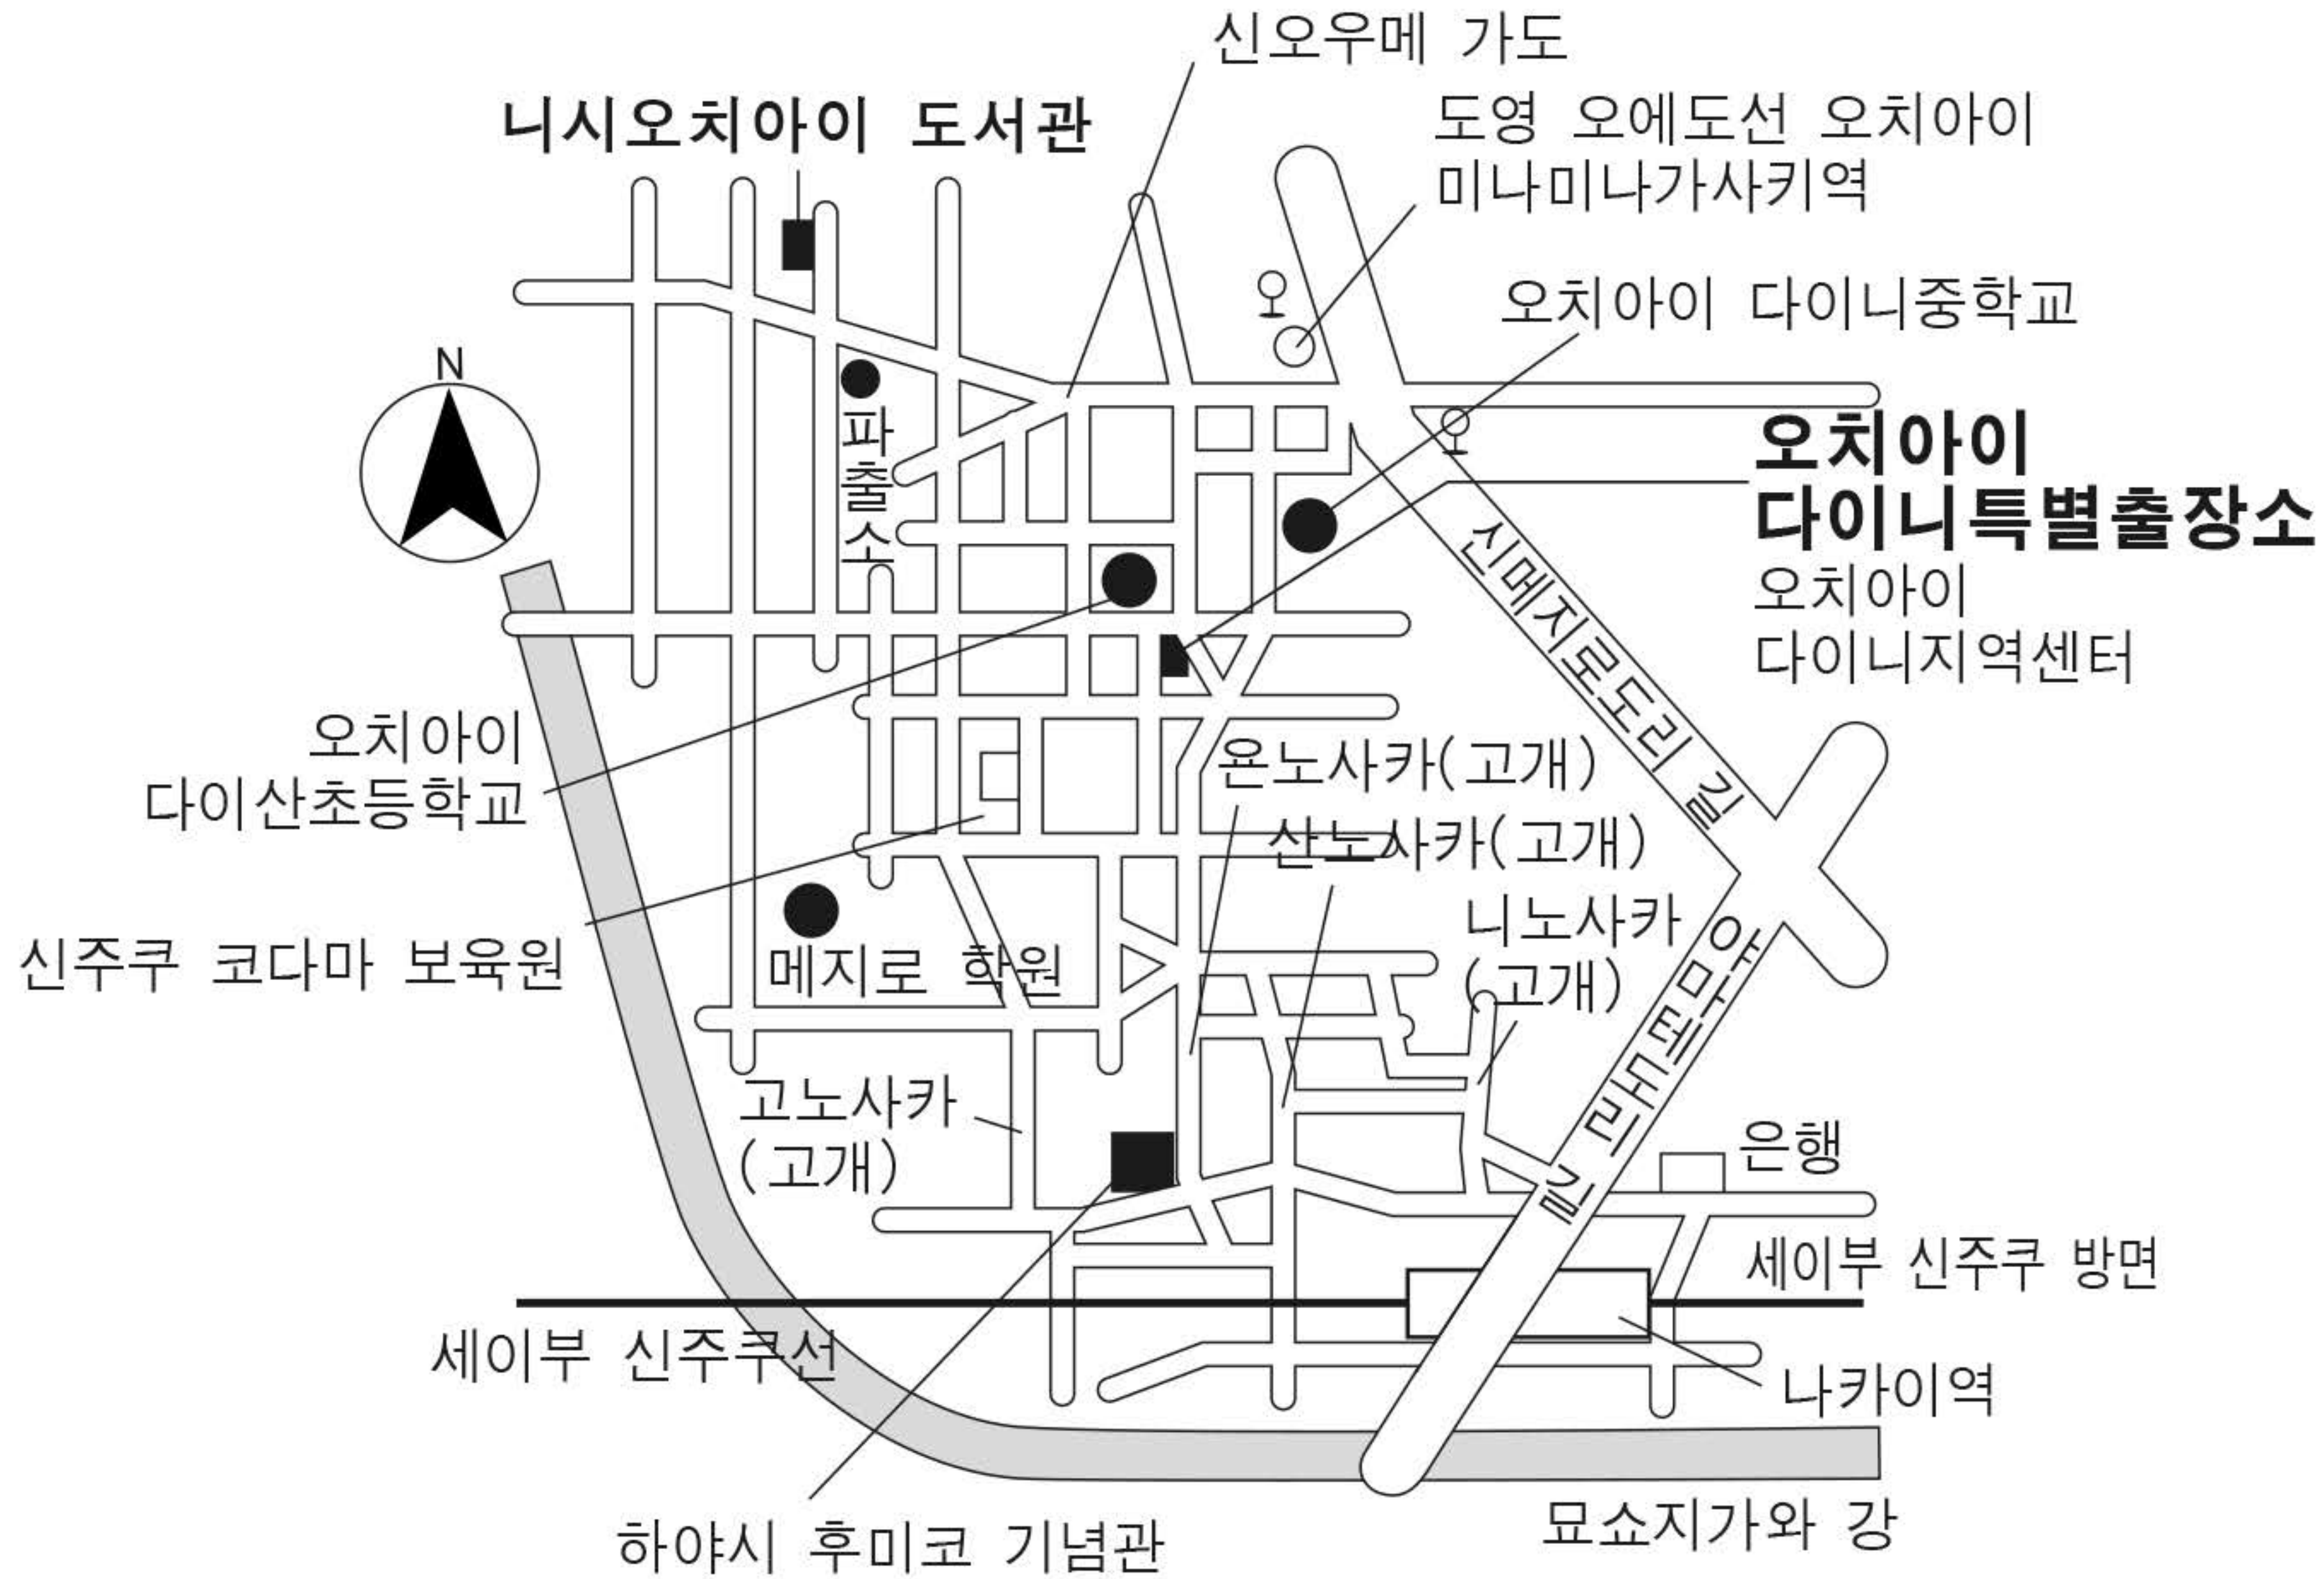 신오우메 가도
니시오치아이 도서관
도영 오에도선 오치아이
미나미나가사키역
오치아이 다이니중학교
N
파출소
오치아이
다이니특별출장소
오치아이
다이니지역센터
신메지로도리 길
오치아이
다이산초등학교
욘노사카(고개)
산노사카(고개)
니노사카
(고개)
신주쿠 코다마 보육원
메지로 학원
야마테도리 길
고노사카
(고개)
은행
세이부 신주쿠 방면
세이부 신주쿠선
나카이역
하야시 후미코 기념관
묘쇼지가와 강